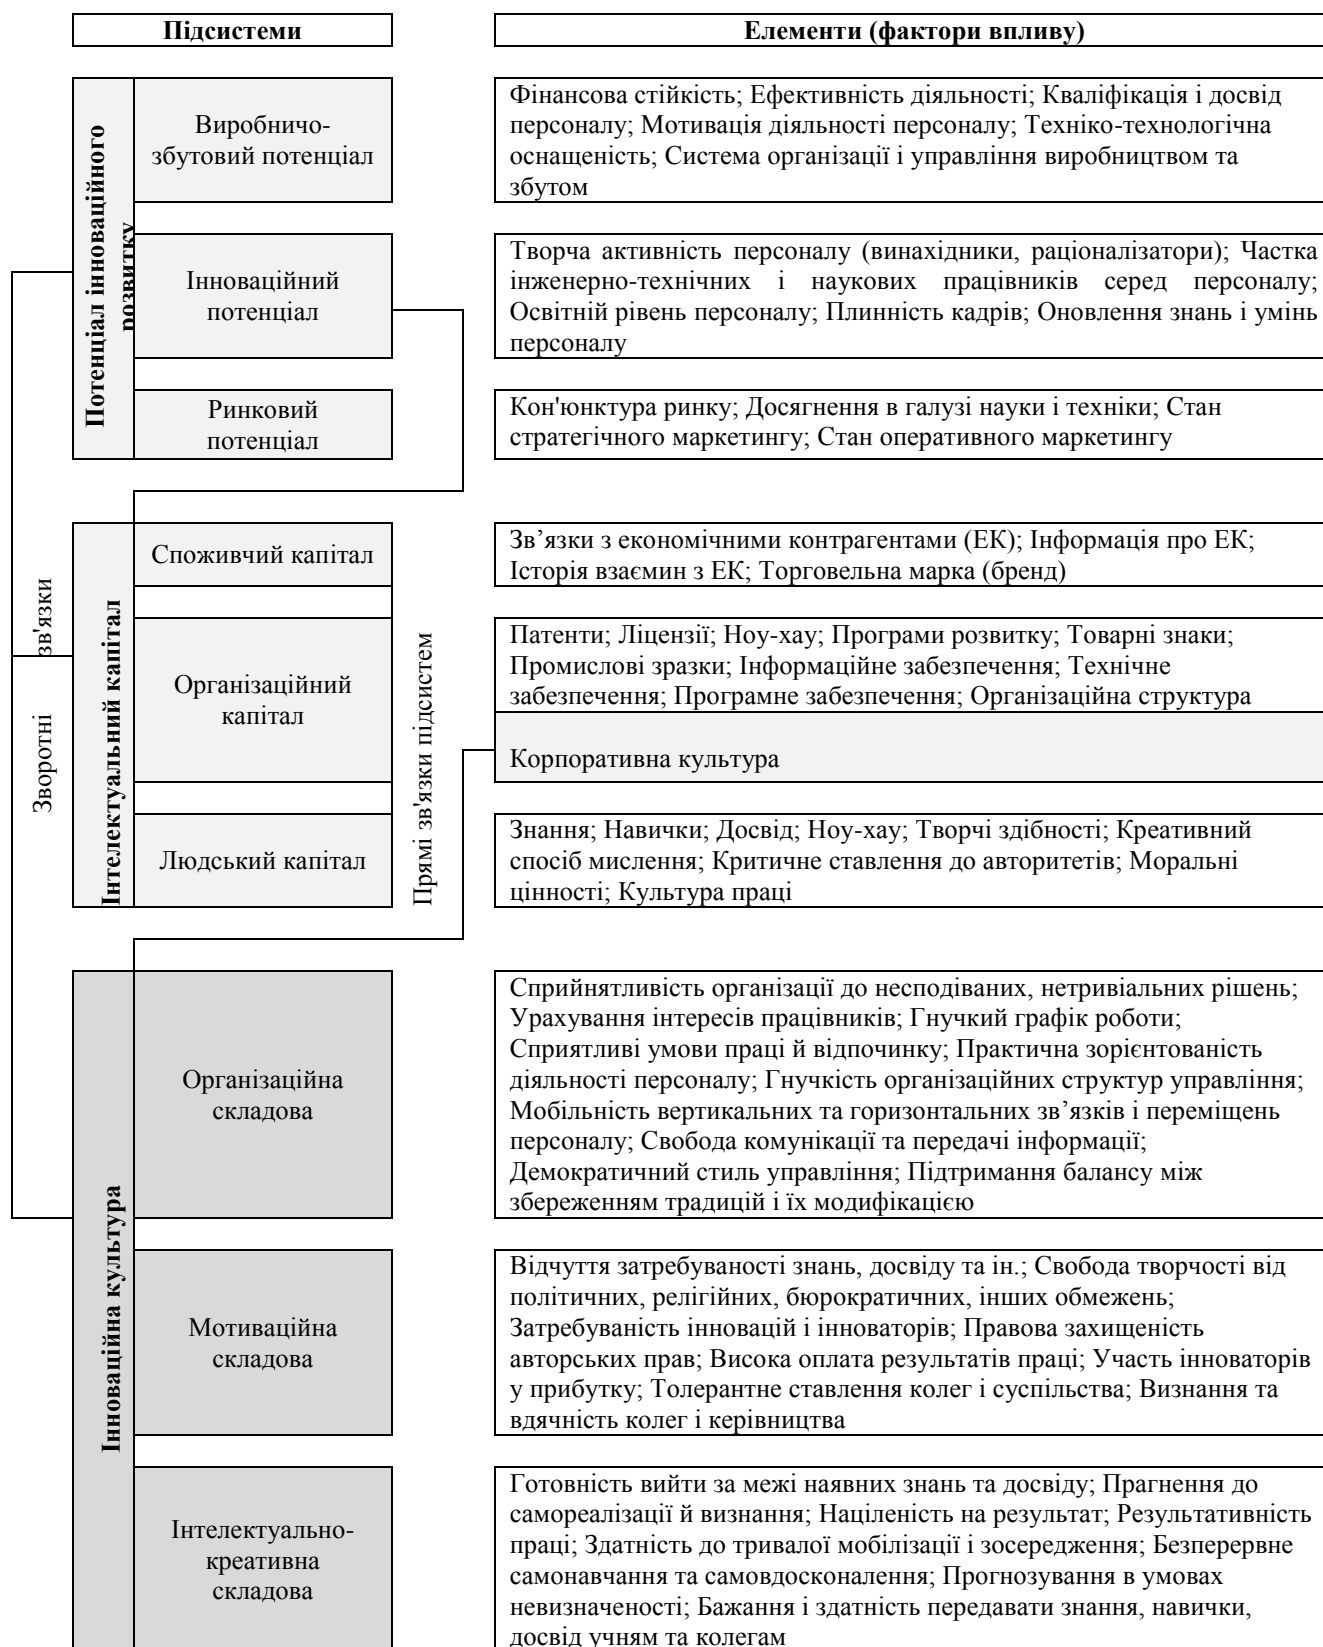 Підсистеми
Елементи (фактори впливу)
Потенціал інноваційного
розвитку
Виробничо-
збутовий потенціал
Фінансова стійкість; Ефективність діяльності; Кваліфікація і досвід
персоналу; Мотивація діяльності персоналу; Техніко-технологічна
оснащеність; Система організації і управління виробництвом та
збутом
Інноваційний
потенціал
Творча активність персоналу (винахідники, раціоналізатори); Частка
інженерно-технічних і наукових працівників серед персоналу;
Освітній рівень персоналу; Плинність кадрів; Оновлення знань і умінь
персоналу
Ринковий
потенціал
Кон'юнктура ринку; Досягнення в галузі науки і техніки; Стан
стратегічного маркетингу; Стан оперативного маркетингу
Зворотні зв'язки
Інтелектуальний капітал
Прямі зв'язки підсистем
Споживчий капітал
Зв’язки з економічними контрагентами (ЕК); Інформація про ЕК;
Історія взаємин з ЕК; Торговельна марка (бренд)
Організаційний
капітал
Патенти; Ліцензії; Ноу-хау; Програми розвитку; Товарні знаки;
Промислові зразки; Інформаційне забезпечення; Технічне
забезпечення; Програмне забезпечення; Організаційна структура
Корпоративна культура
Людський капітал
Знання; Навички; Досвід; Ноу-хау; Творчі здібності; Креативний
спосіб мислення; Критичне ставлення до авторитетів; Моральні
цінності; Культура праці
Інноваційна культура
Організаційна
складова
Сприйнятливість організації до несподіваних, нетривіальних рішень;
Урахування інтересів працівників; Гнучкий графік роботи;
Сприятливі умови праці й відпочинку; Практична зорієнтованість
діяльності персоналу; Гнучкість організаційних структур управління;
Мобільність вертикальних та горизонтальних зв’язків і переміщень
персоналу; Свобода комунікації та передачі інформації;
Демократичний стиль управління; Підтримання балансу між
збереженням традицій і їх модифікацією
Мотиваційна
складова
Відчуття затребуваності знань, досвіду та ін.; Свобода творчості від
політичних, релігійних, бюрократичних, інших обмежень;
Затребуваність інновацій і інноваторів; Правова захищеність
авторських прав; Висока оплата результатів праці; Участь інноваторів
у прибутку; Толерантне ставлення колег і суспільства; Визнання та
вдячність колег і керівництва
Інтелектуально-
креативна
складова
Готовність вийти за межі наявних знань та досвіду; Прагнення до
самореалізації й визнання; Націленість на результат; Результативність
праці; Здатність до тривалої мобілізації і зосередження; Безперервне
самонавчання та самовдосконалення; Прогнозування в умовах
невизначеності; Бажання і здатність передавати знання, навички,
досвід учням та колегам